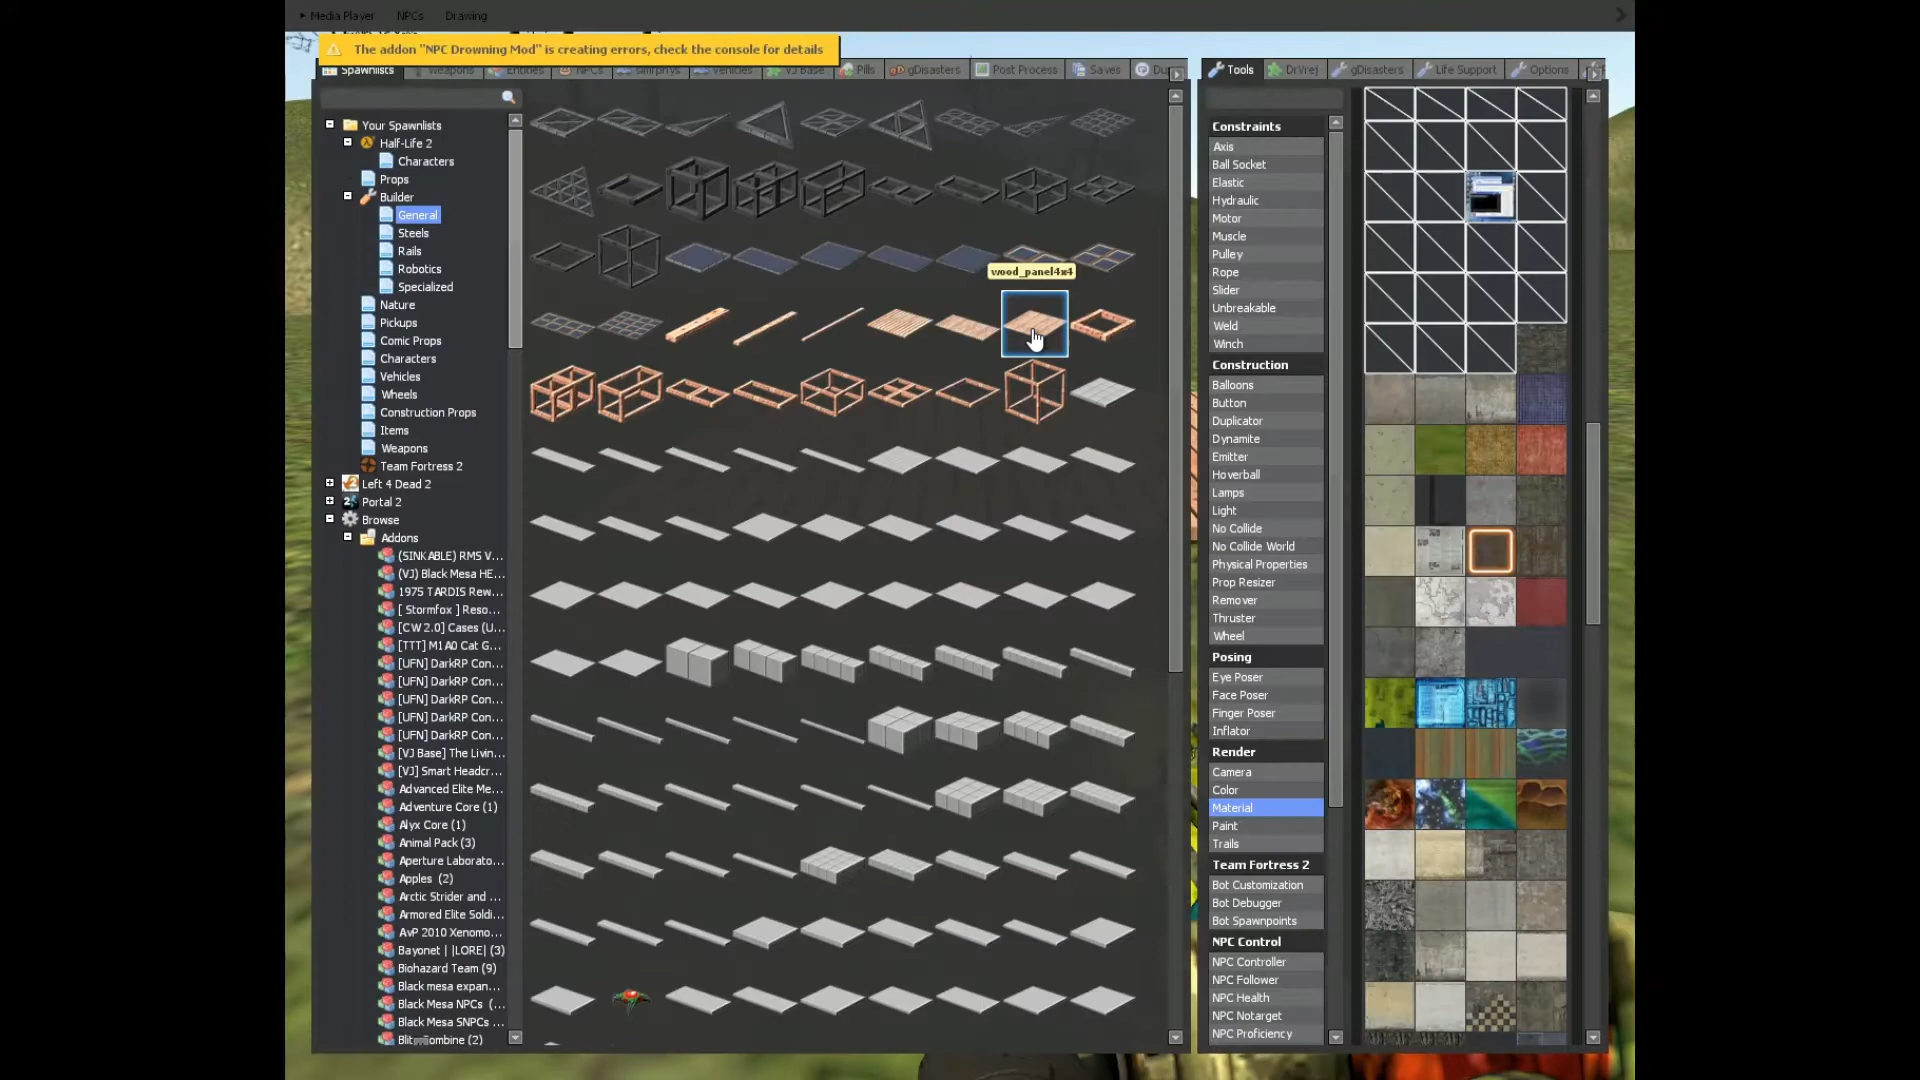 Media Player
NPCs
Drawing
The addon "NPC Drowning Mod" is creating errors, check the console for details
Spawnlists
Weapons
Entities
NPCs
simfphys
Vehicles
VJ Base
Pills
gDisasters
Post Process
Saves
Tools
DrVrej
gDisasters
Life Support
Options
Your Spawnlists
Half-Life 2
Characters
Props
Builder
General
Steels
Rails
Robotics
Specialized
Nature
Pickups
Comic Props
Characters
Vehicles
Wheels
Construction Props
Items
Weapons
Team Fortress 2
Left 4 Dead 2
Portal 2
Browse
Addons
(SINKABLE) RMS V...
(VJ) Black Mesa HE...
1975 TARDIS Rew...
[ Stormfox ] Reso...
[CW 2.0] Cases (U...
[TTT] M1A0 Cat G...
[UFN] DarkRP Con...
[UFN] DarkRP Con...
[UFN] DarkRP Con...
[UFN] DarkRP Con...
[UFN] DarkRP Con...
[VJ Base] The Livin...
[VJ] Smart Headcr...
Advanced Elite Me...
Adventure Core (1)
Alyx Core (1)
Animal Pack (3)
Aperture Laborato...
Apples (2)
Arctic Strider and ...
Armored Elite Soldi...
AvP 2010 Xenomo...
Bayonet | |LORE| (3)
Biohazard Team (9)
Black mesa expan...
Black Mesa NPCs (...
Black Mesa SNPCs ...
wood_panel4x4
Constraints
Axis
Ball Socket
Elastic
Hydraulic
Motor
Muscle
Pulley
Rope
Slider
Unbreakable
Weld
Winch
Construction
Balloons
Button
Duplicator
Dynamite
Emitter
Hoverball
Lamps
Light
No Collide
No Collide World
Physical Properties
Prop Resizer
Remover
Thruster
Wheel
Posing
Eye Poser
Face Poser
Finger Poser
Inflator
Render
Camera
Color
Material
Paint
Trails
Team Fortress 2
Bot Customization
Bot Debugger
Bot Spawnpoints
NPC Control
NPC Controller
NPC Follower
NPC Health
NPC Notarget
NPC Proficiency